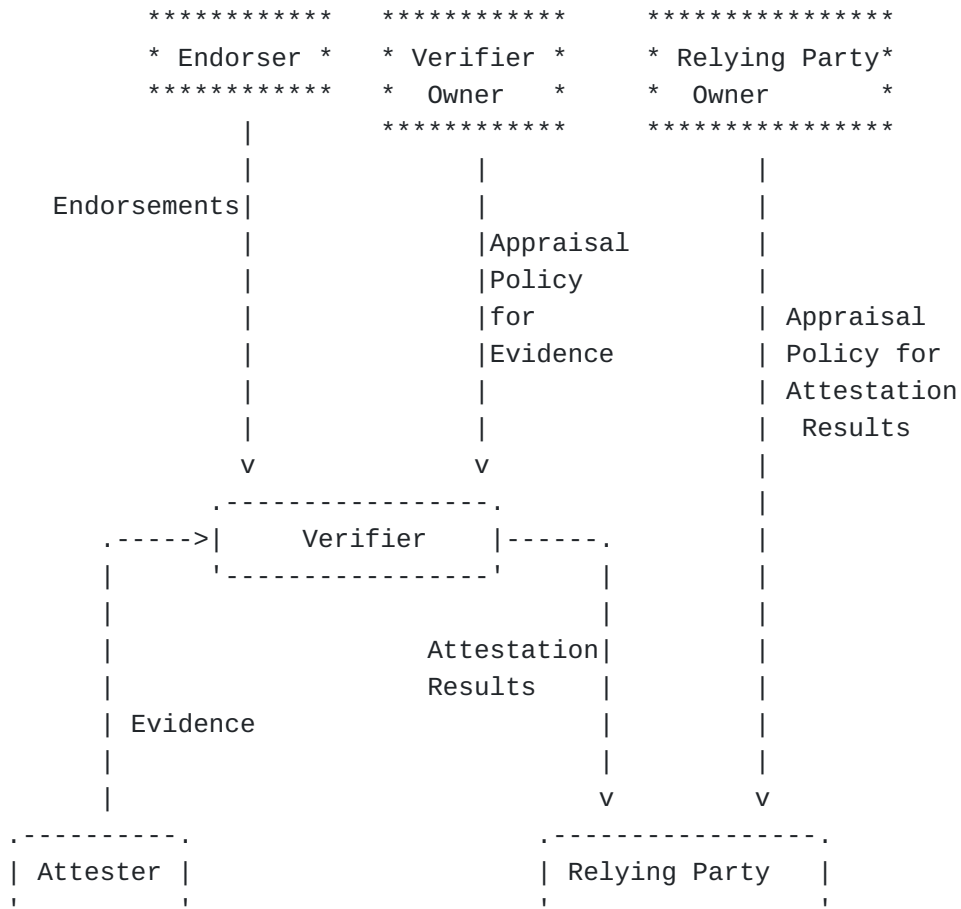 ************   ************     ****************
* Endorser *   * Verifier *     * Relying Party*
************   *  Owner   *     *  Owner       *
      |        ************     ****************
      |              |                 |
Endorsements|              |                 |
      |              |Appraisal        |
      |              |Policy           |
      |              |for              | Appraisal
      |              |Evidence         | Policy for
      |              |                 | Attestation
      |              |                 |  Results
      v              v                 |
    .-----------------.                |
.----->|     Verifier    |------.         |
|      '-----------------'      |         |
|                               |         |
|                    Attestation|         |
|                    Results    |         |
| Evidence                      |         |
|                               |         |
|                               v         v
.----------.                      .-----------------.
| Attester |                      | Relying Party   |
'          '                      '                 '